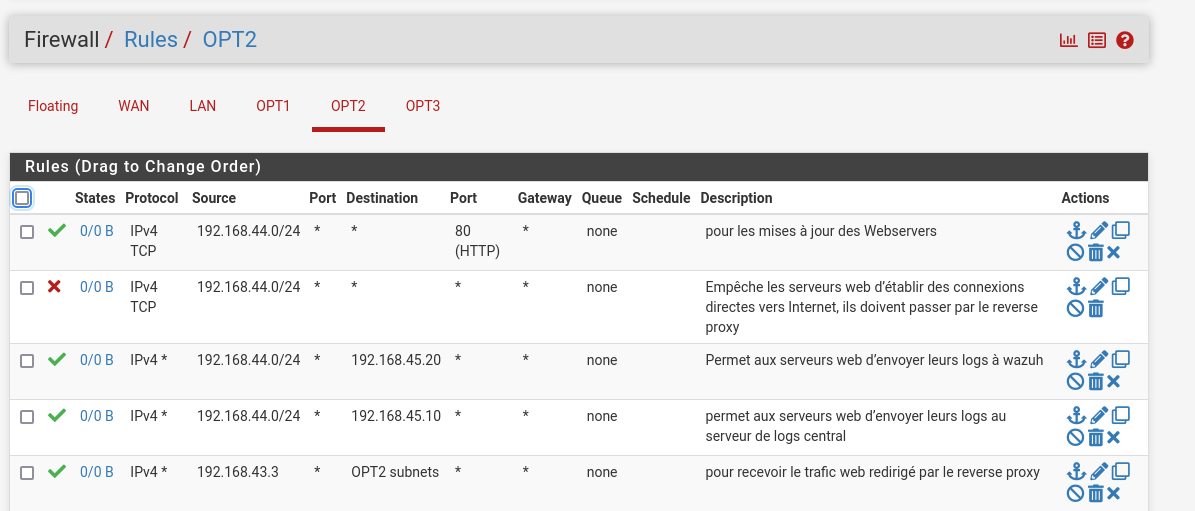 Firewall / Rules / OPT2
Floating WAN LAN OPT1 OPT2 OPT3
Rules (Drag to Change Order)
States Protocol Source Port Destination Port Gateway Queue Schedule Description Actions
0/0 B IPv4 192.168.44.0/24 * * 80 * none pour les mises à jour des Webservers
TCP (HTTP)
0/0 B IPv4 192.168.44.0/24 * * * * none Empêche les serveurs web d’établir des connexions
TCP directes vers Internet, ils doivent passer par le reverse
proxy
0/0 B IPv4 * 192.168.44.0/24 * 192.168.45.20 * * none Permet aux serveurs web d’envoyer leurs logs à wazuh
0/0 B IPv4 * 192.168.44.0/24 * 192.168.45.10 * * none permet aux serveurs web d’envoyer leurs logs au
serveur de logs central
0/0 B IPv4 * 192.168.43.3 * OPT2 subnets * * none pour recevoir le trafic web redirigé par le reverse proxy